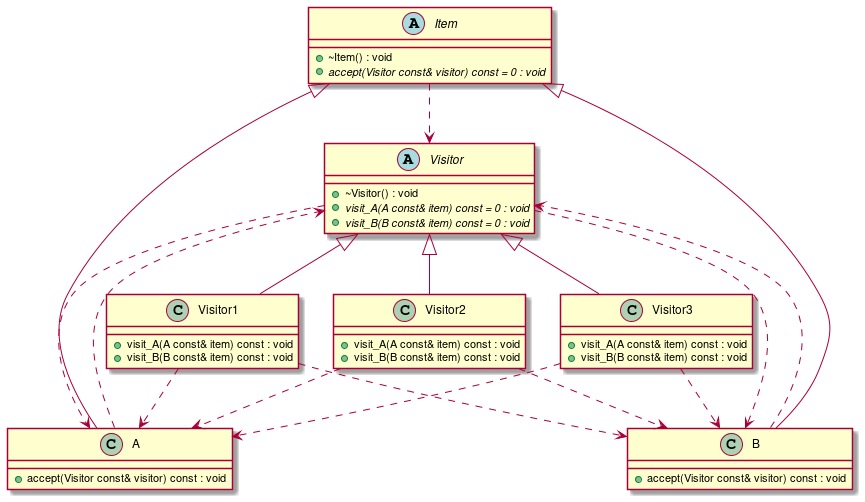 A Item
~Item() : void
accept(Visitor const& visitor) const = 0 : void
A Visitor
~Visitor() : void
visit_A(A const& item) const = 0 : void
visit_B(B const& item) const = 0 : void
C Visitor1
visit_A(A const& item) const : void
visit_B(B const& item) const : void
C Visitor2
visit_A(A const& item) const : void
visit_B(B const& item) const : void
C Visitor3
visit_A(A const& item) const : void
visit_B(B const& item) const : void
C A
accept(Visitor const& visitor) const : void
C B
accept(Visitor const& visitor) const : void